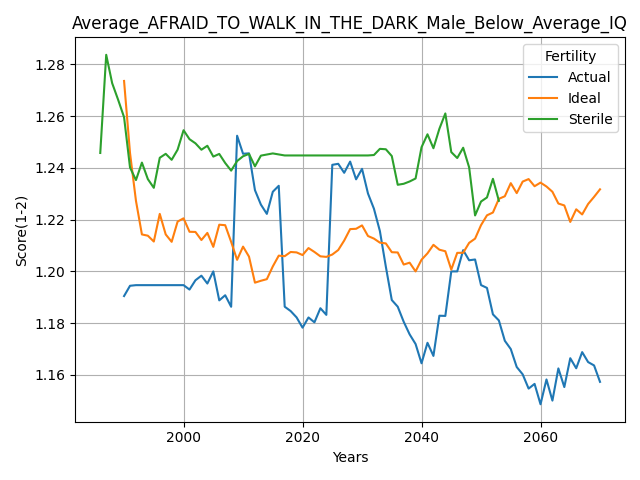 Average_AFRAID_TO_WALK_IN_THE_DARK_Male_Below_Average_IQ
Fertility
Actual
Ideal
Sterile
Score(1-2)
1.28
1.26
1.24
1.22
1.20
1.18
1.16
2000 2020 2040 2060
Years